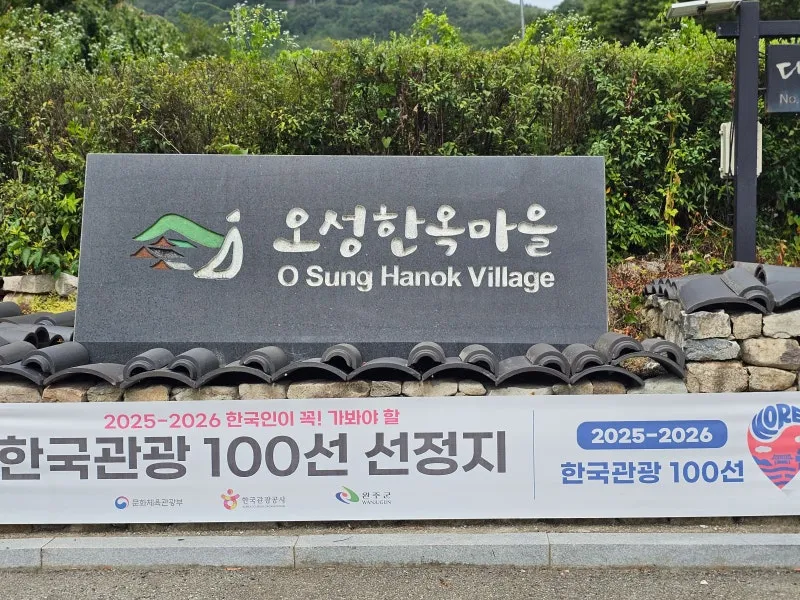 오성한옥마을
O Sung Hanok Village
No.
2025-2026 한국인이 꼭! 가봐야 할
한국관광 100선 선정지
문화체육관광부
한국관광공사
완주군
WANJUGUN
2025-2026
한국관광 100선